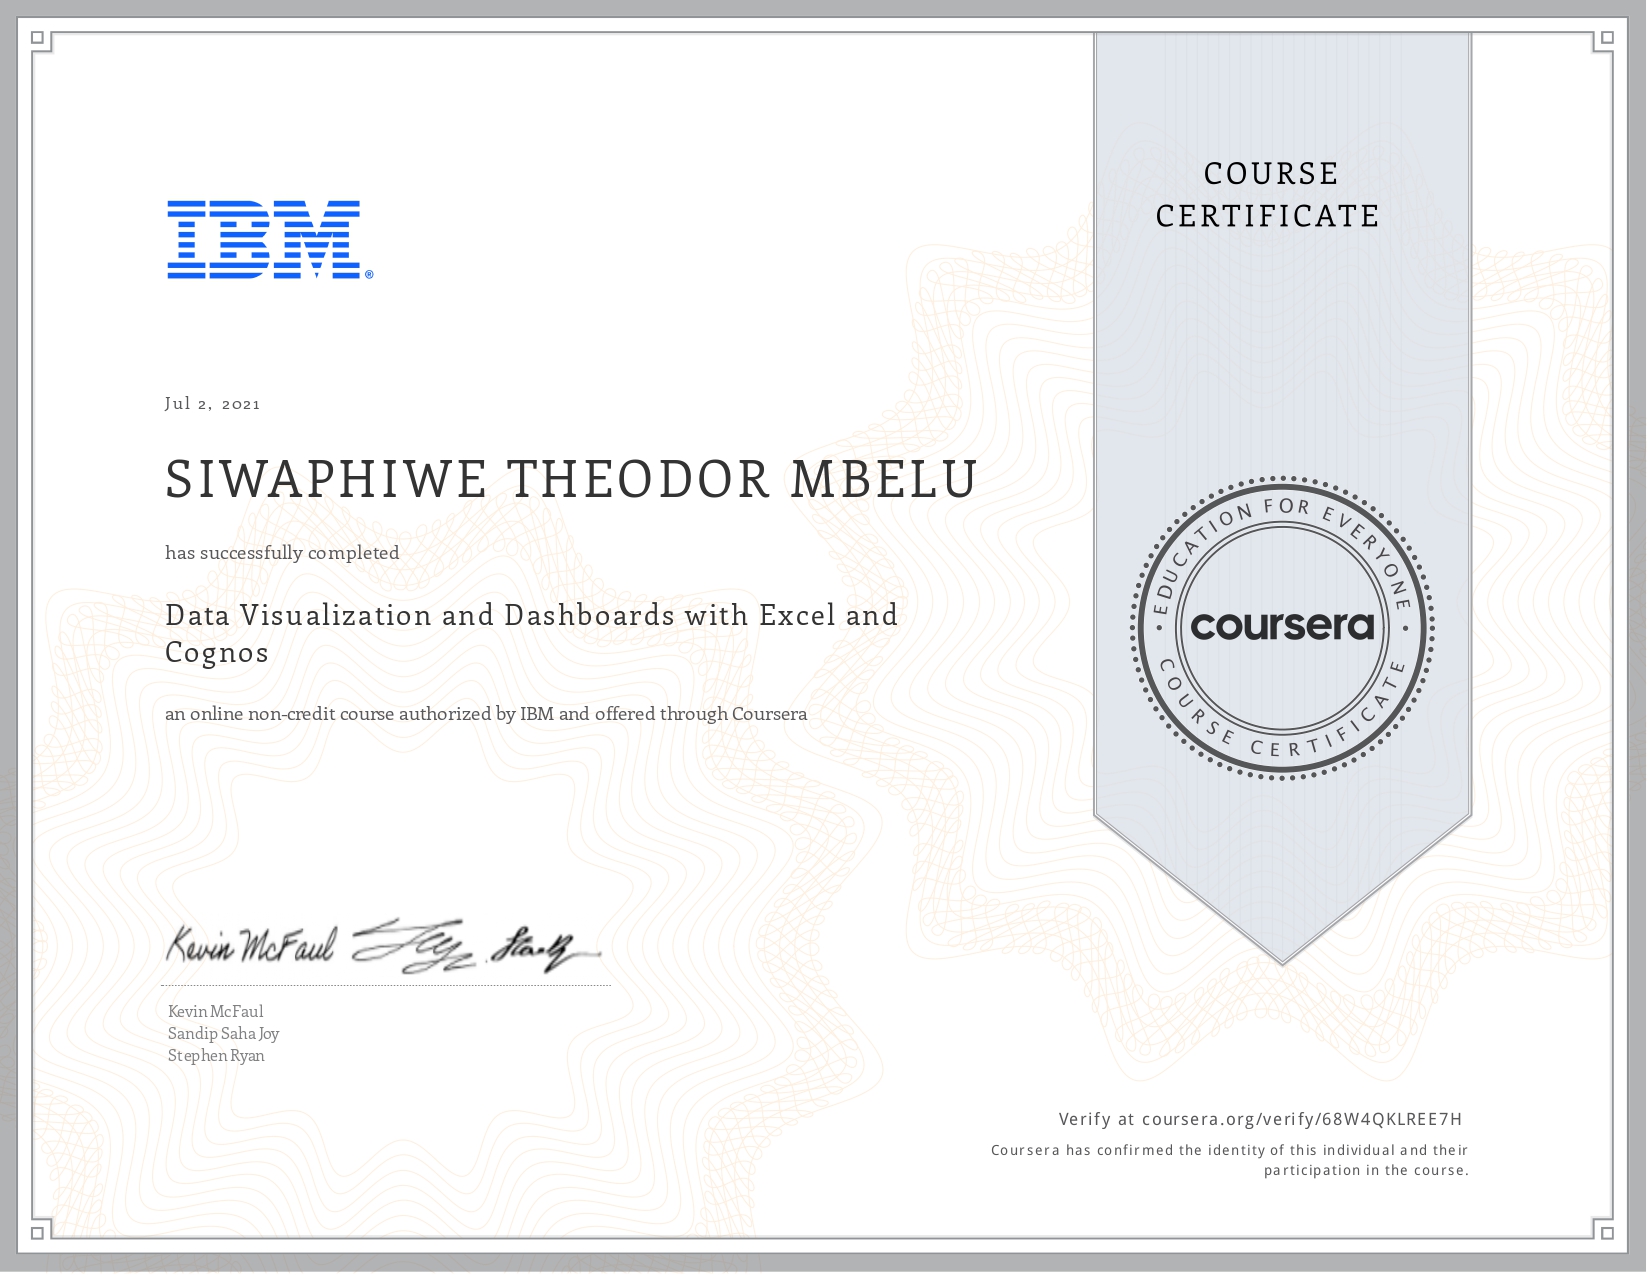 IBM®
COURSE
CERTIFICATE
Jul 2, 2021
SIWAPHIWE THEODOR MBELU
has successfully completed
Data Visualization and Dashboards with Excel and
Cognos
an online non-credit course authorized by IBM and offered through Coursera
• EDUCATION FOR EVERYONE •
coursera
COURSE CERTIFICATE
Kevin McFaul
Kevin McFaul
Sandip Saha Joy
Stephen Ryan
Verify at coursera.org/verify/68W4QKLREE7H
Coursera has confirmed the identity of this individual and their
participation in the course.